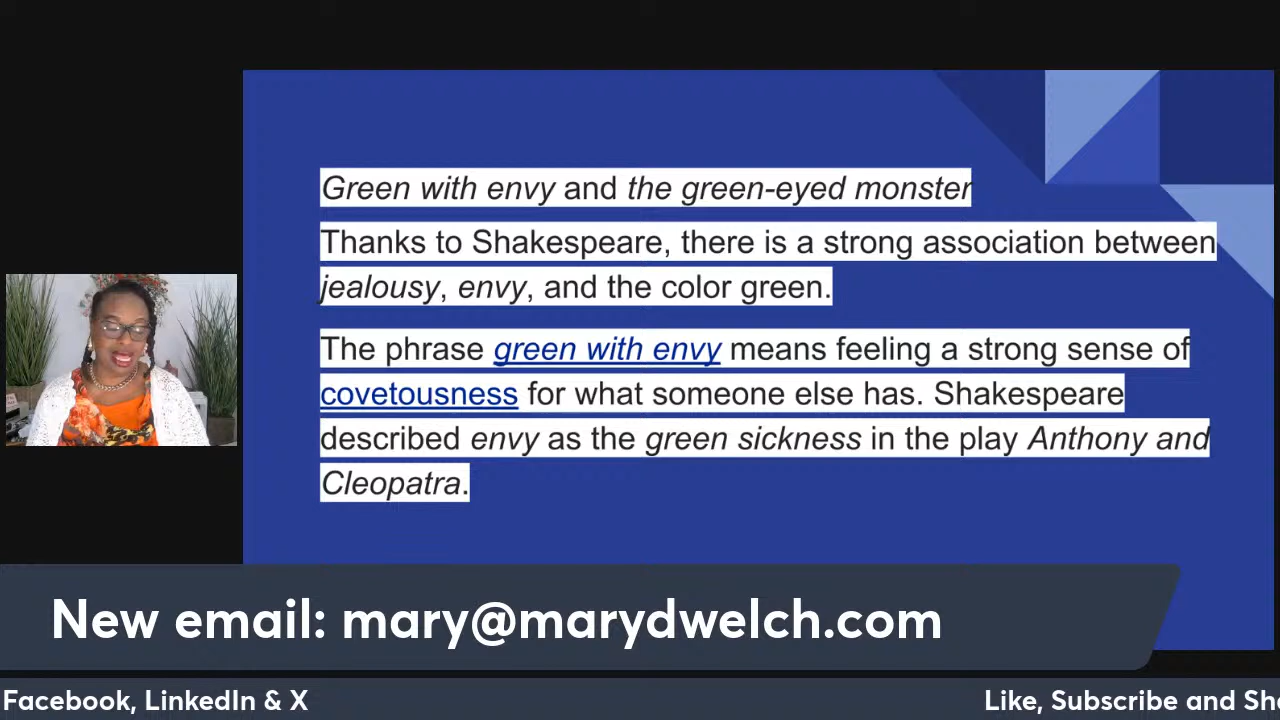 Green with envy and the green-eyed monster
Thanks to Shakespeare, there is a strong association between
jealousy, envy, and the color green.
The phrase green with envy means feeling a strong sense of
covetousness for what someone else has. Shakespeare
described envy as the green sickness in the play Anthony and
Cleopatra.
New email: mary@marydwelch.com
Facebook, LinkedIn & X
Like, Subscribe and